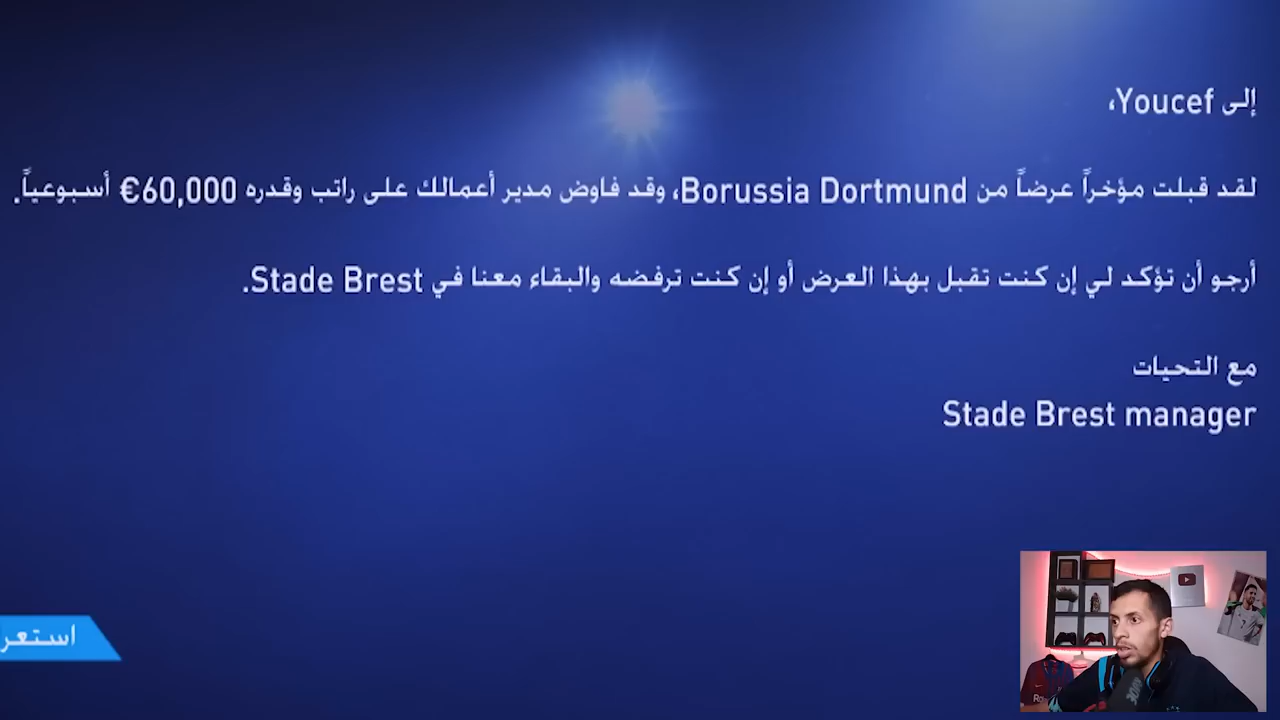 إلى Youcef،
لقد قبلت مؤخراً عرضاً من Borussia Dortmund، وقد فاوض مدير أعمالك على راتب وقدره €60,000 أسبوعياً.
أرجو أن تؤكد لي إن كنت تقبل بهذا العرض أو إن كنت ترفضه والبقاء معنا في Stade Brest.
مع التحيات
Stade Brest manager